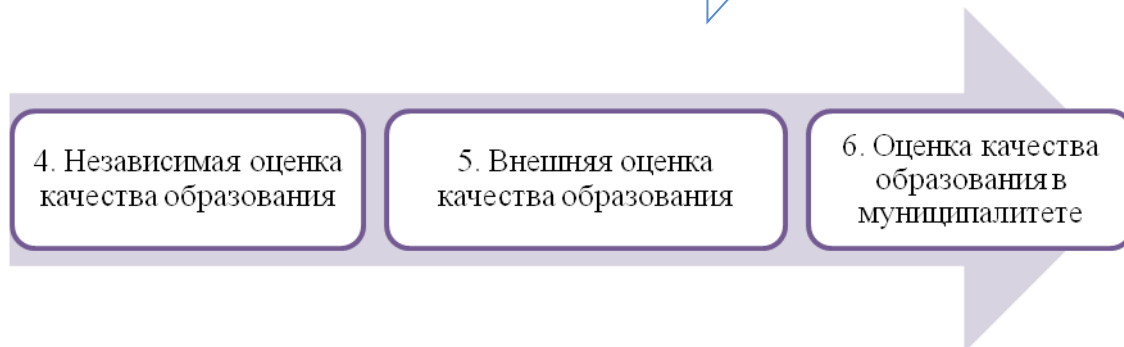 4. Независимая оценка
качества образования
5. Внешняя оценка
качества образования
6. Оценка качества
образования в
муниципалитете